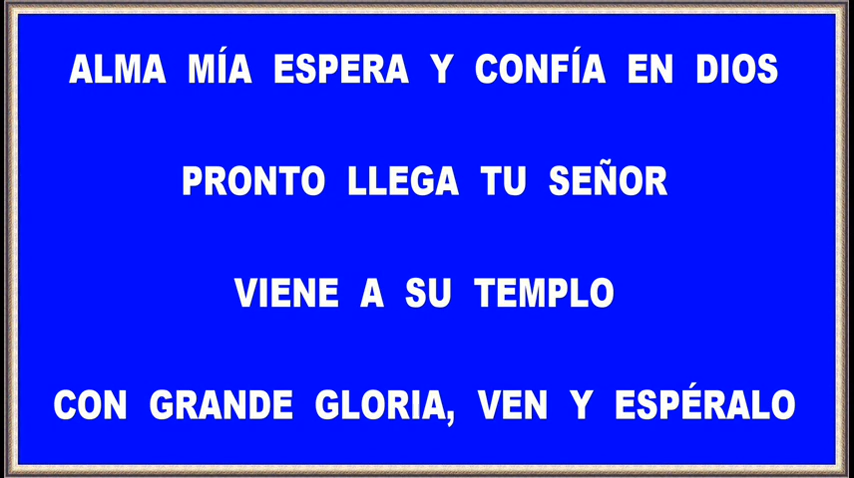 ALMA MÍA ESPERA Y CONFÍA EN DIOS
PRONTO LLEGA TU SEÑOR
VIENE A SU TEMPLO
CON GRANDE GLORIA, VEN Y ESPÉRALO